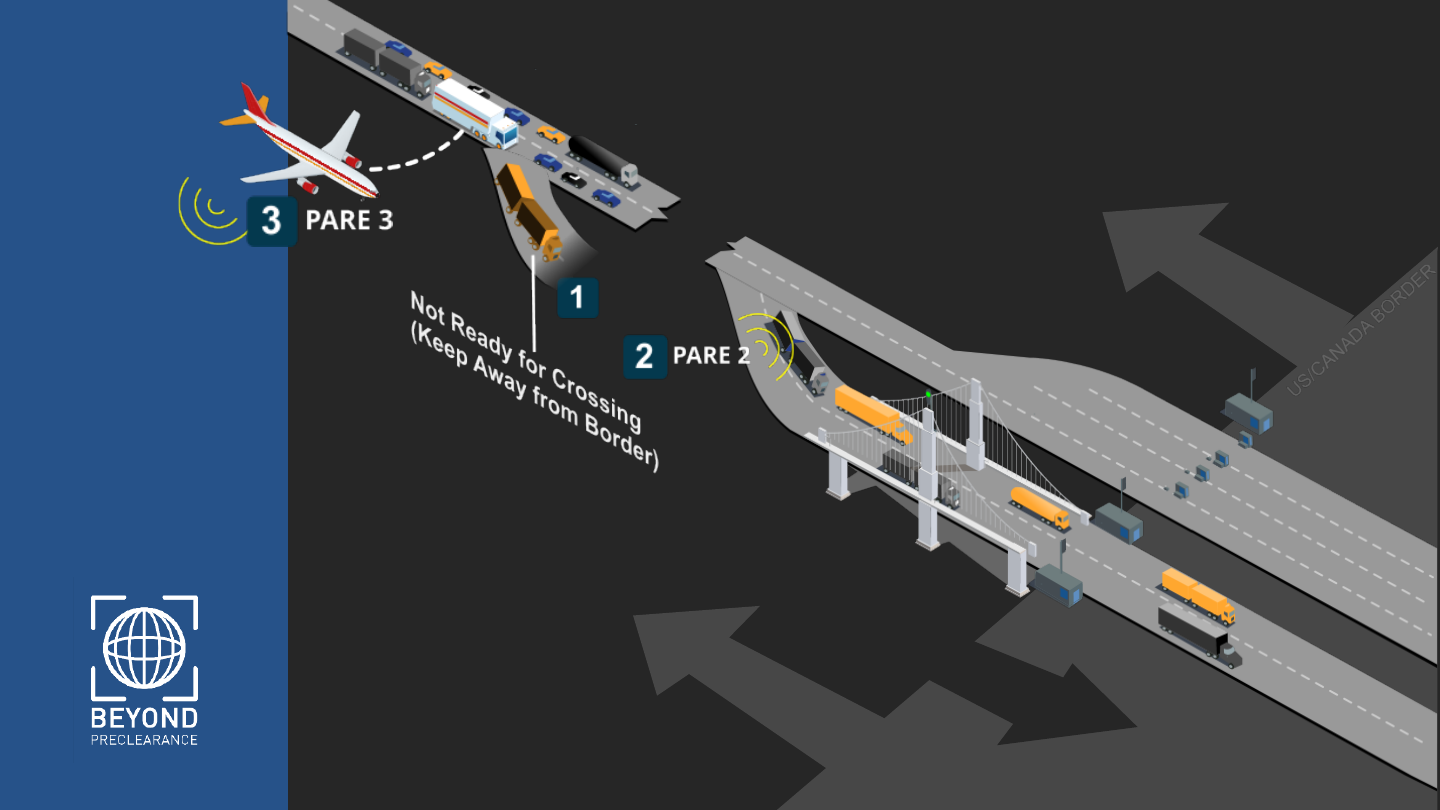 3 PARE 3
1
Not Ready for Crossing
(Keep Away from Border)
2 PARE 2
US/CANADA BORDER
BEYOND
PRECLEARANCE